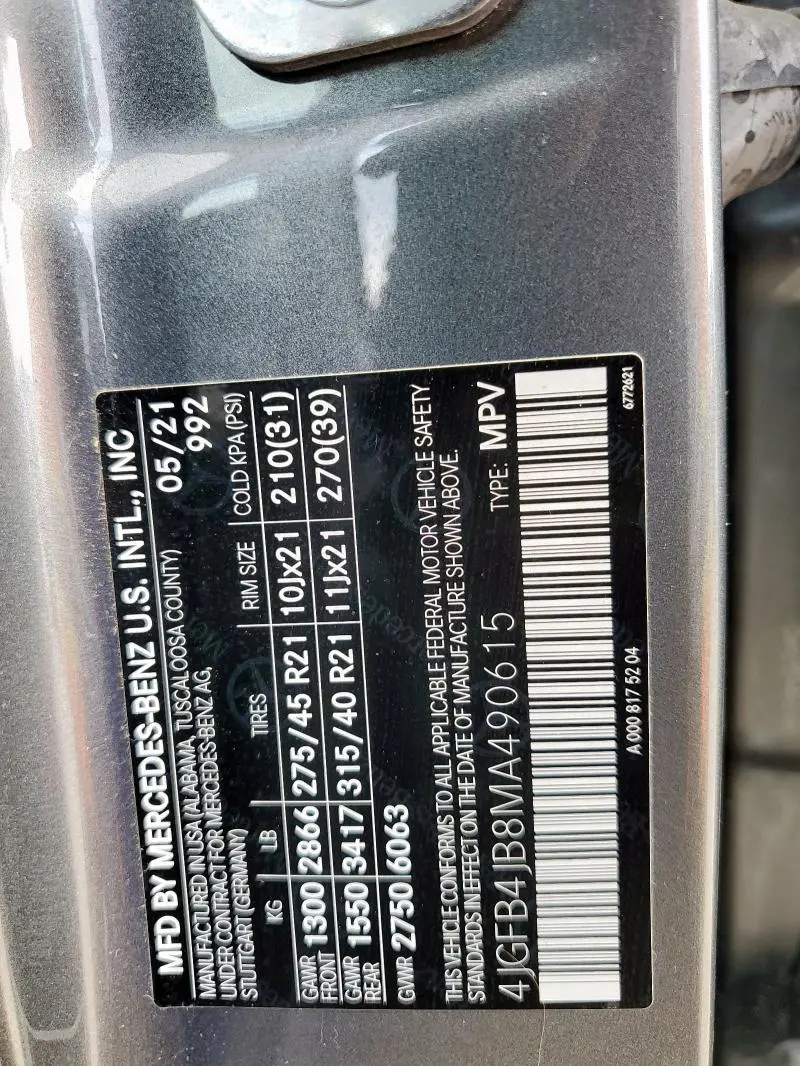 MFD BY MERCEDES-BENZ U.S. INTL., INC
MANUFACTURED IN USA (ALABAMA, TUSCALOOSA COUNTY) 05/21
UNDER CONTRACT FOR MERCEDES-BENZ AG, 992
STUTTGART (GERMANY)
KG LB TIRES RIM SIZE COLD KPA (PSI)
GAWR FRONT 1300 2866 275/45 R21 10Jx21 210(31)
GAWR REAR 1550 3417 315/40 R21 11Jx21 270(39)
GVWR 2750 6063
THIS VEHICLE CONFORMS TO ALL APPLICABLE FEDERAL MOTOR VEHICLE SAFETY
STANDARDS IN EFFECT ON THE DATE OF MANUFACTURE SHOWN ABOVE.
4JGFB4JB8MA490615 TYPE: MPV
A 000 817 52 04
6772621